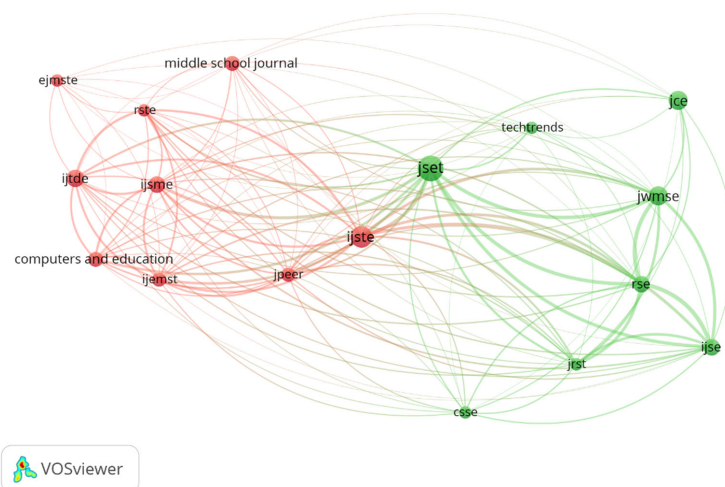 middle school journal
ejmste
jce
rste
techtrends
jset
ijtde
ijsme
jwmse
ijste
computers and education
jpeer
ijemst
rse
ijse
jrst
csse
VOSviewer